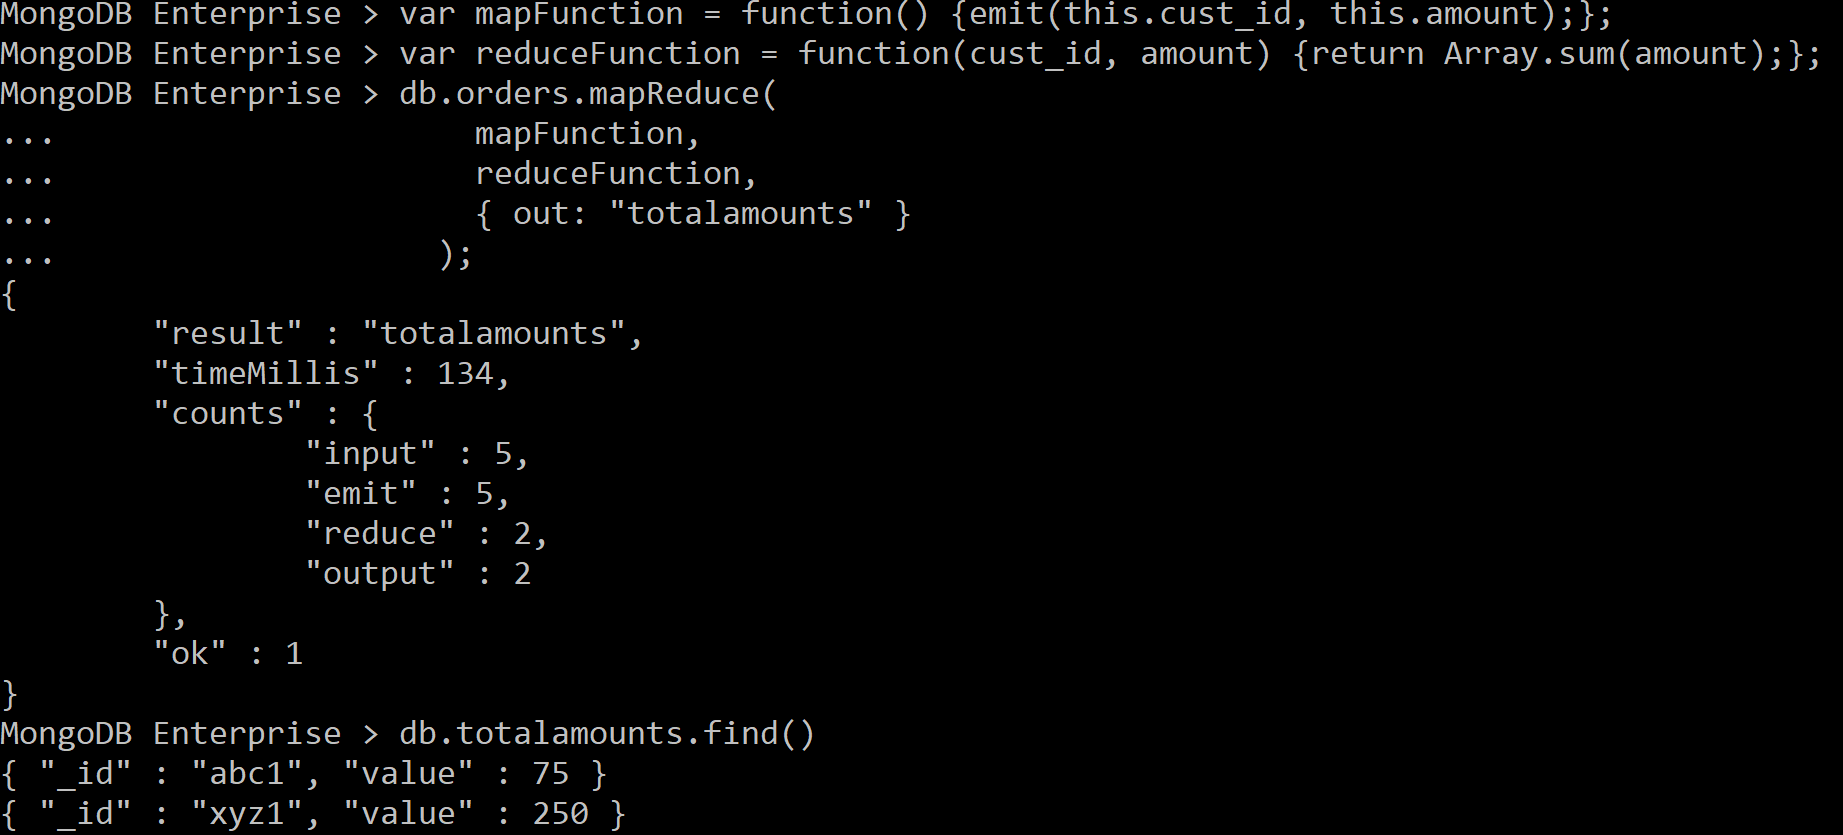 MongoDB Enterprise > var mapFunction = function() {emit(this.cust_id, this.amount);};
MongoDB Enterprise > var reduceFunction = function(cust_id, amount) {return Array.sum(amount);};
MongoDB Enterprise > db.orders.mapReduce(
...                      mapFunction,
...                      reduceFunction,
...                      { out: "totalamounts" }
...                    );
{
        "result" : "totalamounts",
        "timeMillis" : 134,
        "counts" : {
                "input" : 5,
                "emit" : 5,
                "reduce" : 2,
                "output" : 2
        },
        "ok" : 1
}
MongoDB Enterprise > db.totalamounts.find()
{ "_id" : "abc1", "value" : 75 }
{ "_id" : "xyz1", "value" : 250 }